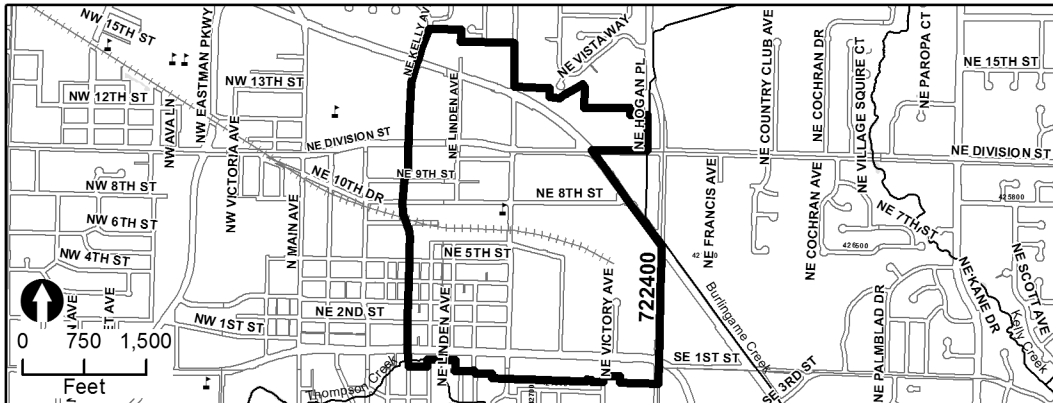 NW 15TH ST
NW EASTMAN PKWY
NE KELLY AV
NE VISTA WAY
NE HOGAN PL
NE COUNTRY CLUB AVE
NE COCHRAN DR
NE VILLAGE SQUIRE CT
NE PAROPA CT
NE 15TH ST
NW 12TH ST
NW AVA LN
NW VICTORIA AVE
NW 13TH ST
NE LINDEN AVE
NE DIVISION ST
NE DIVISION ST
NE 10TH DR
NE 9TH ST
NE 8TH ST
NW 8TH ST
NW 6TH ST
NW 4TH ST
N MAIN AVE
NE FRANCIS AVE
NE COCHRAN AVE
NE 7TH ST
425800
426500
NE 5TH ST
NE KANE DR
NE SCOTT AVE
AVE
NE 2ND ST
NW 1ST ST
NE LINDEN AVE
NE VICTORY AVE
722400
Burlingame Creek
SE 1ST ST
3RD ST
NE PALMBLAD DR
Kelly Creek
Thompson Creek
0 750 1,500
Feet